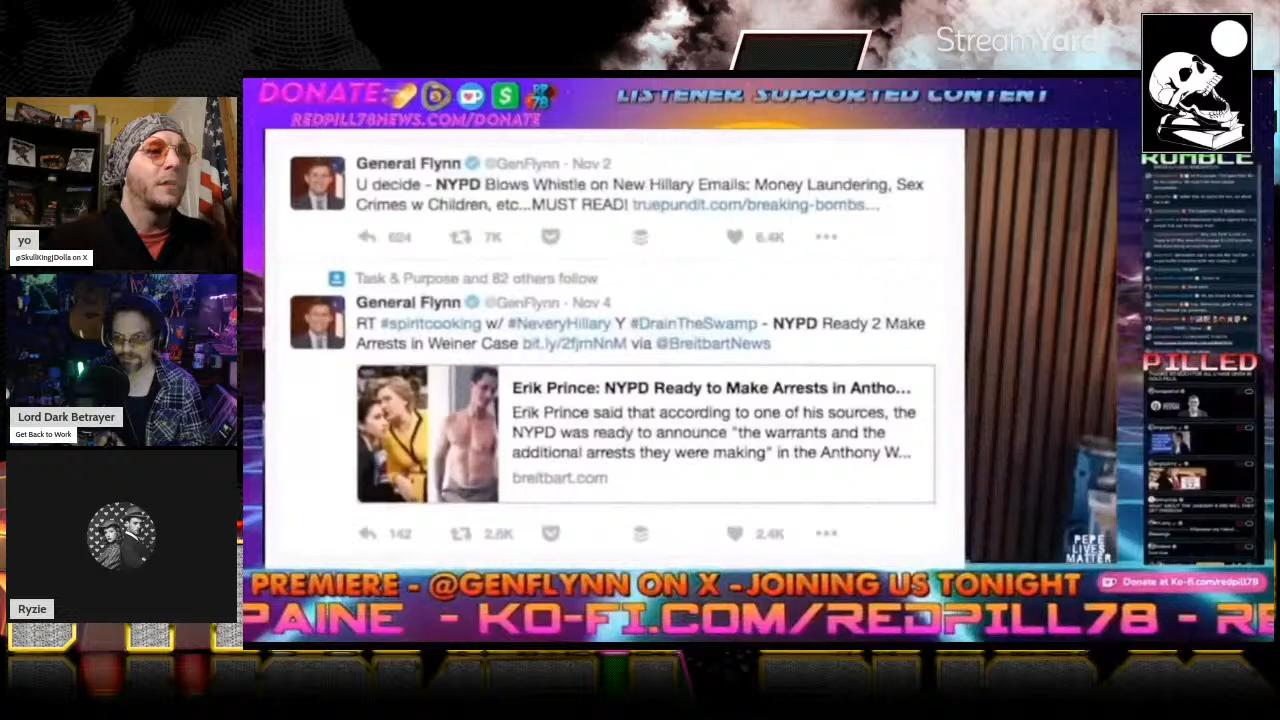 StreamYard
DONATE:
REDPILL78NEWS.COM/DONATE
LISTENER SUPPORTED CONTENT
General Flynn @GenFlynn · Nov 2
U decide - NYPD Blows Whistle on New Hillary Emails: Money Laundering, Sex
Crimes w Children, etc...MUST READ! truepundit.com/breaking-bombs...
624 7K 6.4K
Task & Purpose and 82 others follow
General Flynn @GenFlynn · Nov 4
RT #spiritcooking w/ #NeveryHillary Y #DrainTheSwamp - NYPD Ready 2 Make
Arrests in Weiner Case bit.ly/2fjmNnM via @BreitbartNews
Erik Prince: NYPD Ready to Make Arrests in Antho...
Erik Prince said that according to one of his sources, the
NYPD was ready to announce "the warrants and the
additional arrests they were making" in the Anthony W...
breitbart.com
142 2.8K 2.4K
yo
@SkullKing|Dolla on X
Lord Dark Betrayer
Get Back to Work
Ryzie
RUMBLE
PILLED
PEPE
LIVES
MATTER
PREMIERE - @GENFLYNN ON X -JOINING US TONIGHT
Donate at Ko-fi.com/redpill78
PAINE - KO-FI.COM/REDPILL78 - RE